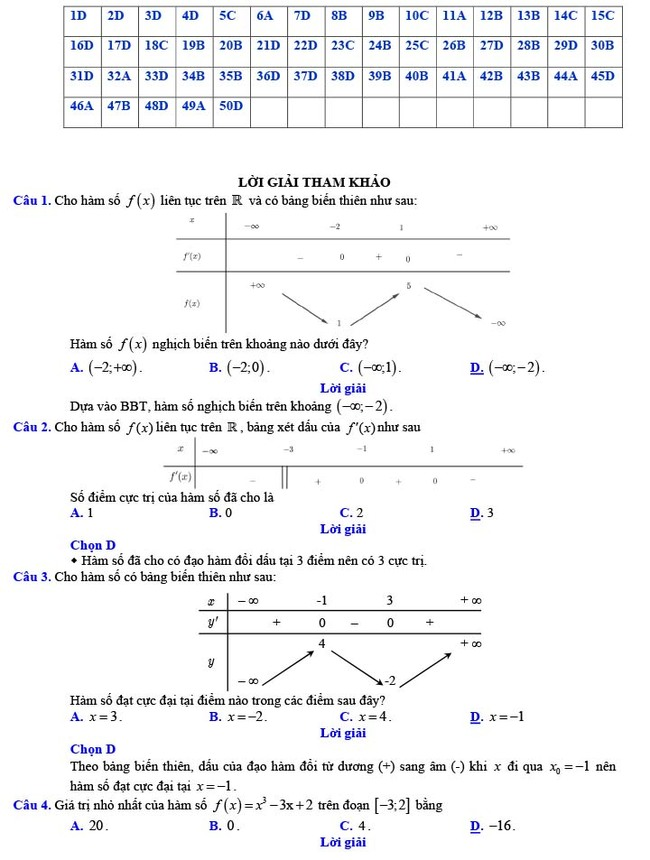 1D 2D 3D 4D 5C 6A 7D 8B 9B 10C 11A 12B 13B 14C 15C
16D 17D 18C 19B 20B 21D 22D 23C 24B 25C 26B 27D 28B 29D 30B
31D 32A 33D 34B 35B 36D 37D 38D 39B 40B 41A 42B 43B 44A 45D
46A 47B 48D 49A 50D
LỜI GIẢI THAM KHẢO
Câu 1. Cho hàm số f(x) liên tục trên ℝ và có bảng biến thiên như sau:
x −∞ −2 1 +∞
f'(x) − 0 + 0 −
+∞ 5
f(x)
1 −∞
Hàm số f(x) nghịch biến trên khoảng nào dưới đây?
A. (−2;+∞). B. (−2;0). C. (−∞;1). D. (−∞;−2).
Lời giải
Dựa vào BBT, hàm số nghịch biến trên khoảng (−∞;−2).
Câu 2. Cho hàm số f(x) liên tục trên ℝ, bảng xét dấu của f'(x) như sau
x −∞ −3 −1 1 +∞
f'(x) − || + 0 + 0 −
Số điểm cực trị của hàm số đã cho là
A. 1 B. 0 C. 2 D. 3
Lời giải
Chọn D
♦ Hàm số đã cho có đạo hàm đổi dấu tại 3 điểm nên có 3 cực trị.
Câu 3. Cho hàm số có bảng biến thiên như sau:
x −∞ -1 3 +∞
y' + 0 − 0 +
4 +∞
y
−∞ -2
Hàm số đạt cực đại tại điểm nào trong các điểm sau đây?
A. x = 3. B. x = −2. C. x = 4. D. x = −1
Lời giải
Chọn D
Theo bảng biến thiên, dấu của đạo hàm đổi từ dương (+) sang âm (-) khi x đi qua x₀ = −1 nên
hàm số đạt cực đại tại x = −1.
Câu 4. Giá trị nhỏ nhất của hàm số f(x) = x³ − 3x + 2 trên đoạn [−3;2] bằng
A. 20. B. 0. C. 4. D. −16.
Lời giải